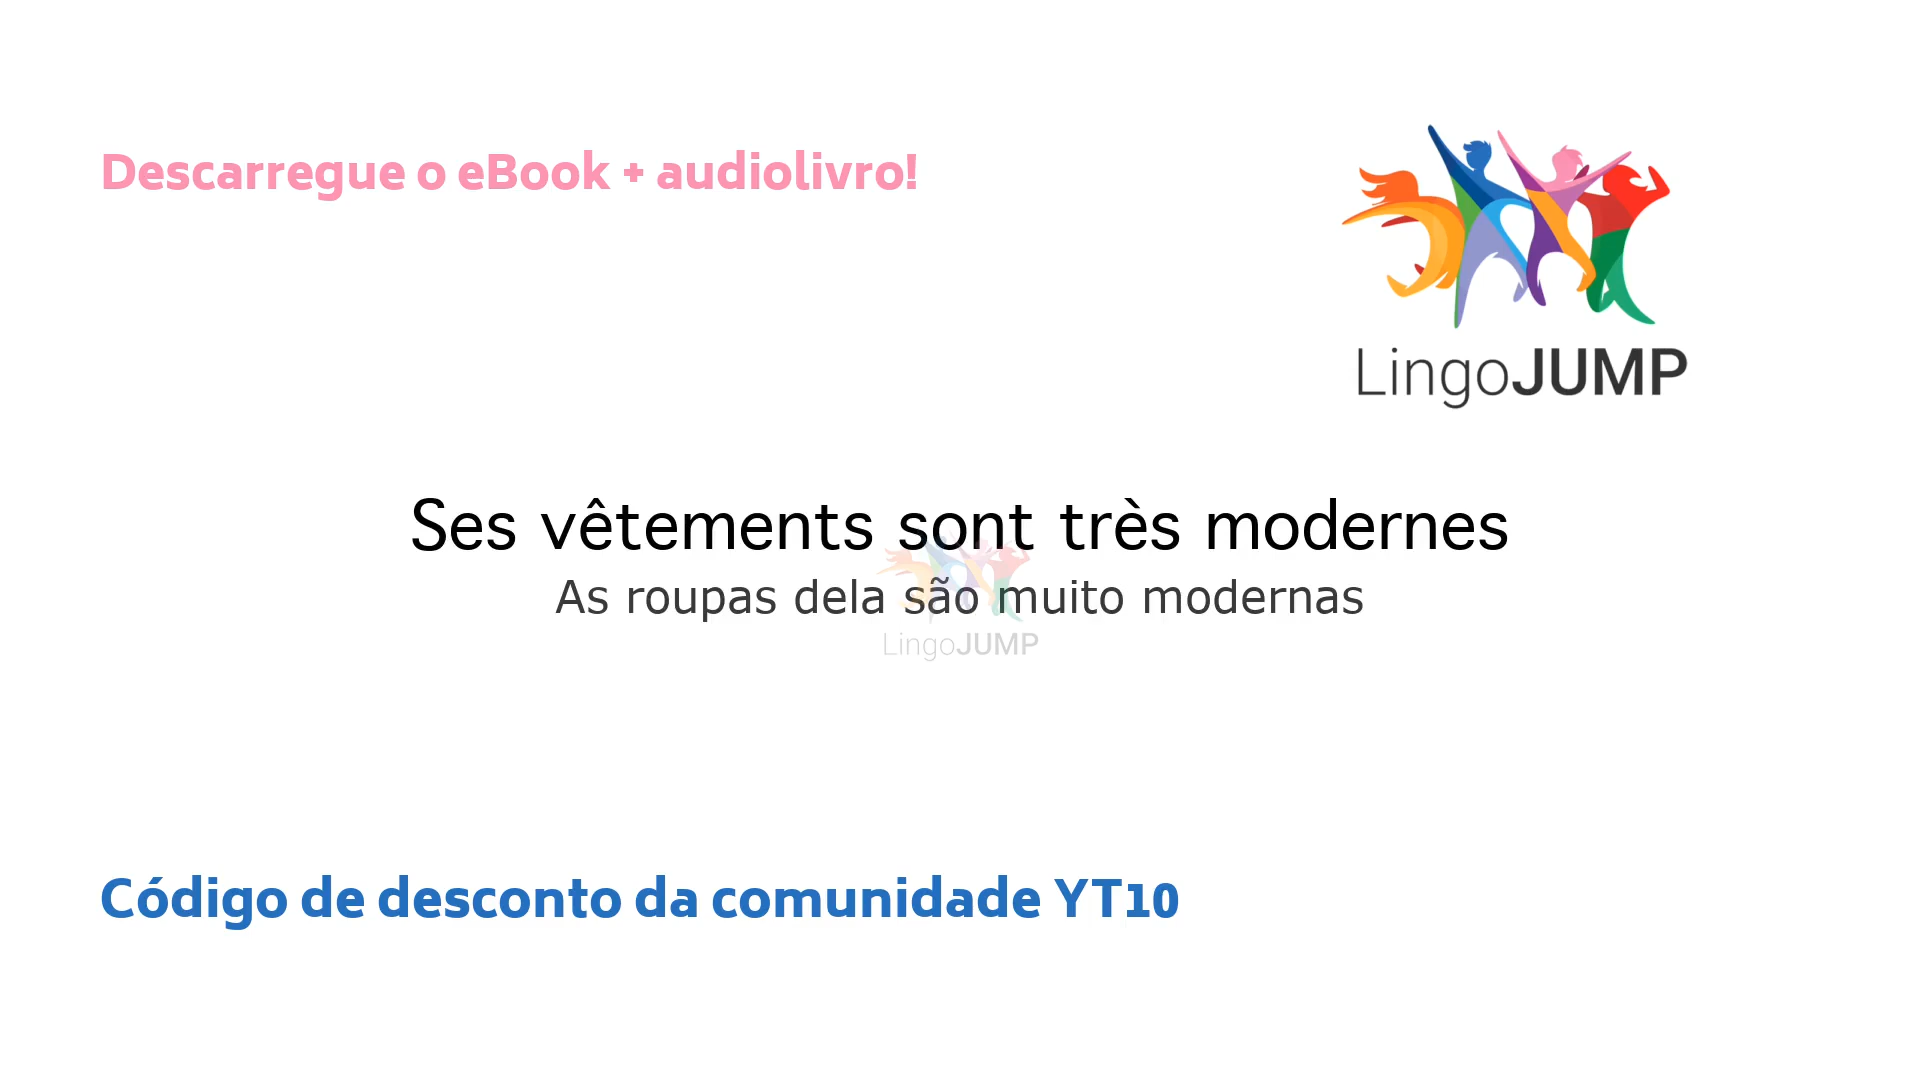 Descarregue o eBook + audiolivro!
LingoJUMP
Ses vêtements sont très modernes
As roupas dela são muito modernas
LingoJUMP
Código de desconto da comunidade YT10